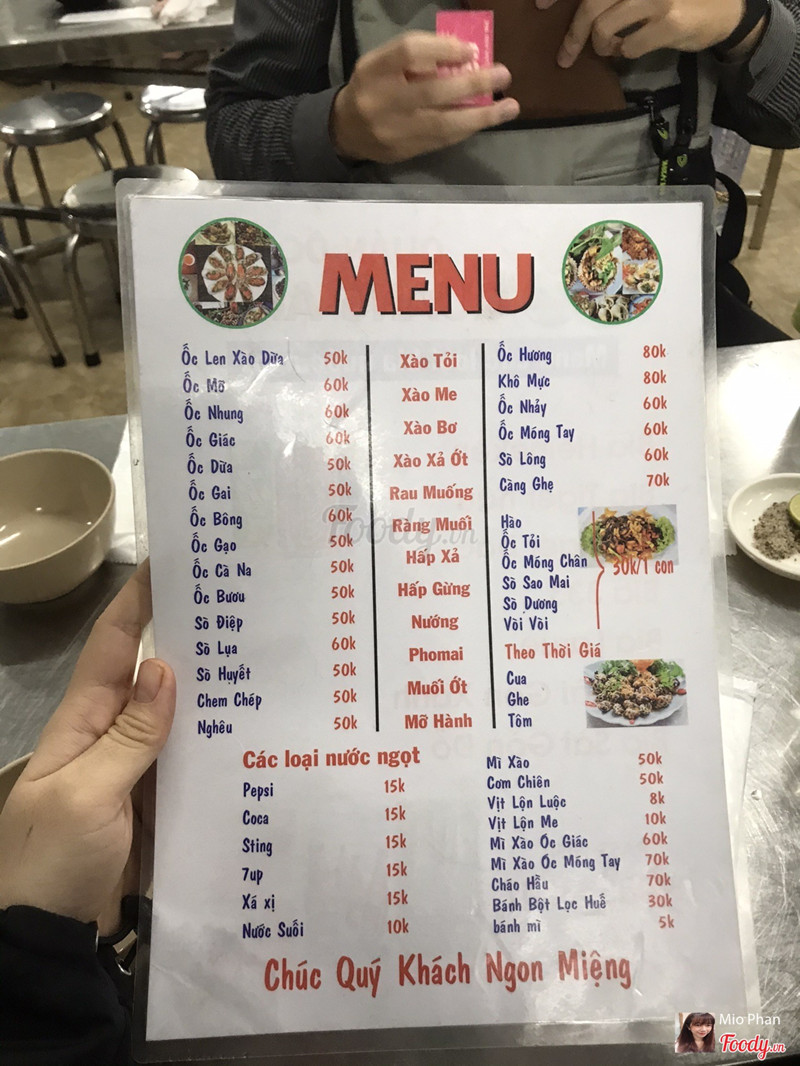 MENU
Ốc Len Xào Dừa 50k
Ốc Mỡ 60k
Ốc Nhung 60k
Ốc Giác 60k
Ốc Dừa 50k
Ốc Gai 50k
Ốc Bông 60k
Ốc Gạo 50k
Ốc Cà Na 50k
Ốc Bươu 50k
Sò Điệp 50k
Sò Lụa 60k
Sò Huyết 50k
Chem Chép 50k
Nghêu 50k
Xào Tỏi
Xào Me
Xào Bơ
Xào Xả Ớt
Rau Muống
Ràng Muối
Hấp Xả
Hấp Gừng
Nướng
Phomai
Muối Ớt
Mỡ Hành
Ốc Hương 80k
Khô Mực 80k
Ốc Nhảy 60k
Ốc Móng Tay 60k
Sò Lông 60k
Càng Ghẹ 70k
Hào
Ốc Tỏi
Ốc Móng Chân
Sò Sao Mai
Sò Dương
Vòi Vòi
30k/1 con
Theo Thời Giá
Cua
Ghe
Tôm
Các loại nước ngọt
Pepsi 15k
Coca 15k
Sting 15k
7up 15k
Xá xị 15k
Nước Suối 10k
Mì Xào 50k
Cơm Chiên 50k
Vịt Lộn Luộc 8k
Vịt Lộn Me 10k
Mì Xào Ốc Giác 60k
Mì Xào Ốc Móng Tay 70k
Cháo Hầu 70k
Bánh Bột Lọc Huế 30k
bánh mì 5k
Chúc Quý Khách Ngon Miệng
Foody.vn
Mio Phan
Foody.vn